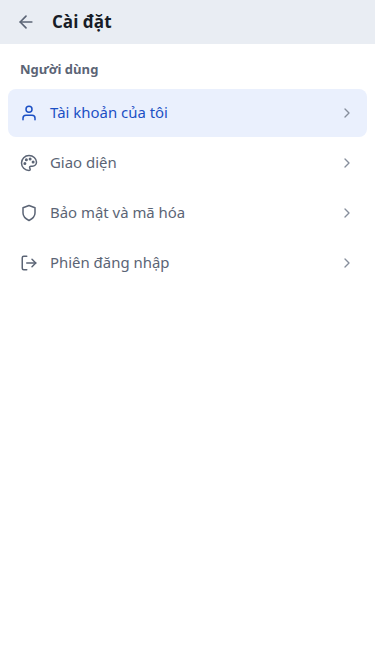 Cài đặt
Người dùng
Tài khoản của tôi
Giao diện
Bảo mật và mã hóa
Phiên đăng nhập